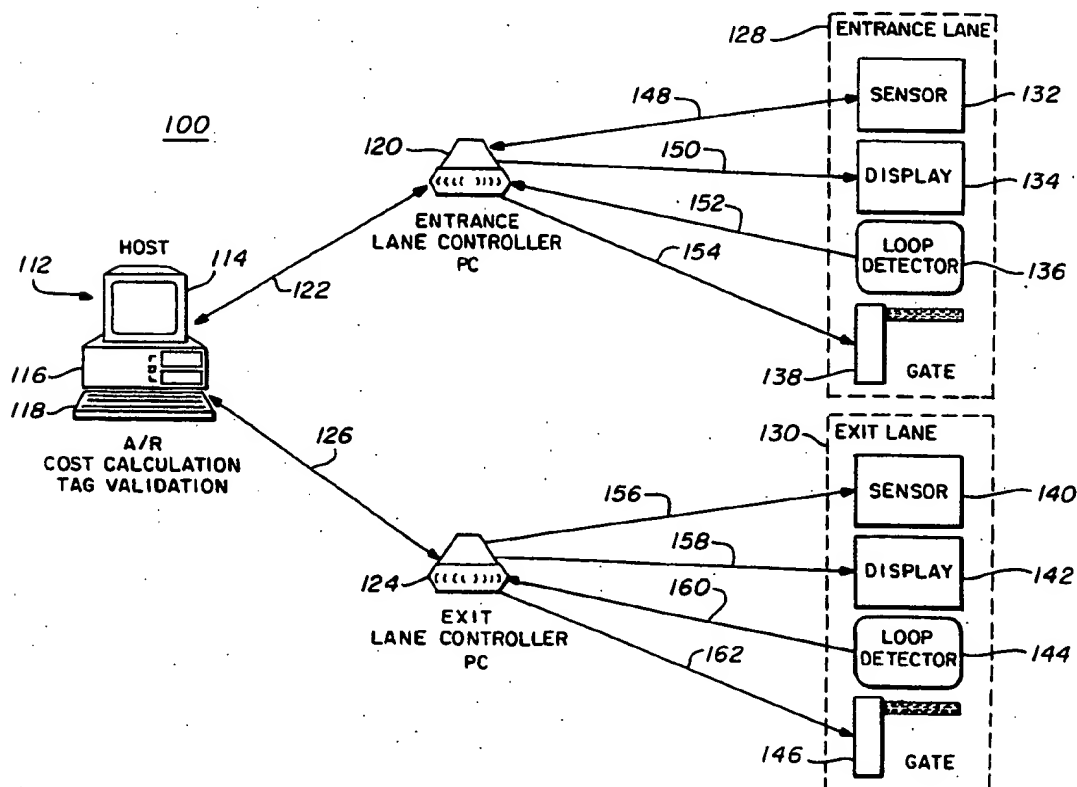 100
HOST
112
114
116
118
A/R
COST CALCULATION
TAG VALIDATION
122
126
120
ENTRANCE
LANE CONTROLLER
PC
124
EXIT
LANE CONTROLLER
PC
148
150
152
154
156
158
160
162
128
ENTRANCE LANE
SENSOR
132
DISPLAY
134
LOOP
DETECTOR
136
138
GATE
130
EXIT LANE
SENSOR
140
DISPLAY
142
LOOP
DETECTOR
144
146
GATE